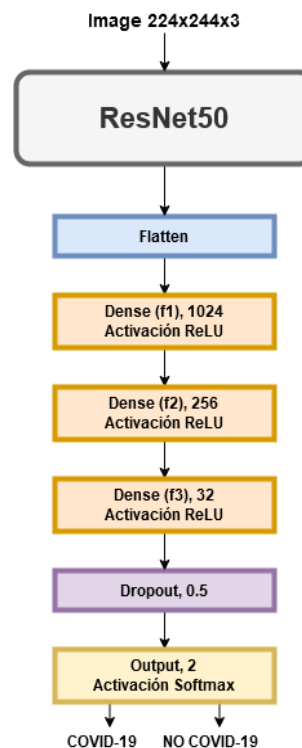 Image 224x244x3
ResNet50
Flatten
Dense (f1), 1024
Activación ReLU
Dense (f2), 256
Activación ReLU
Dense (f3), 32
Activación ReLU
Dropout, 0.5
Output, 2
Activación Softmax
COVID-19 NO COVID-19